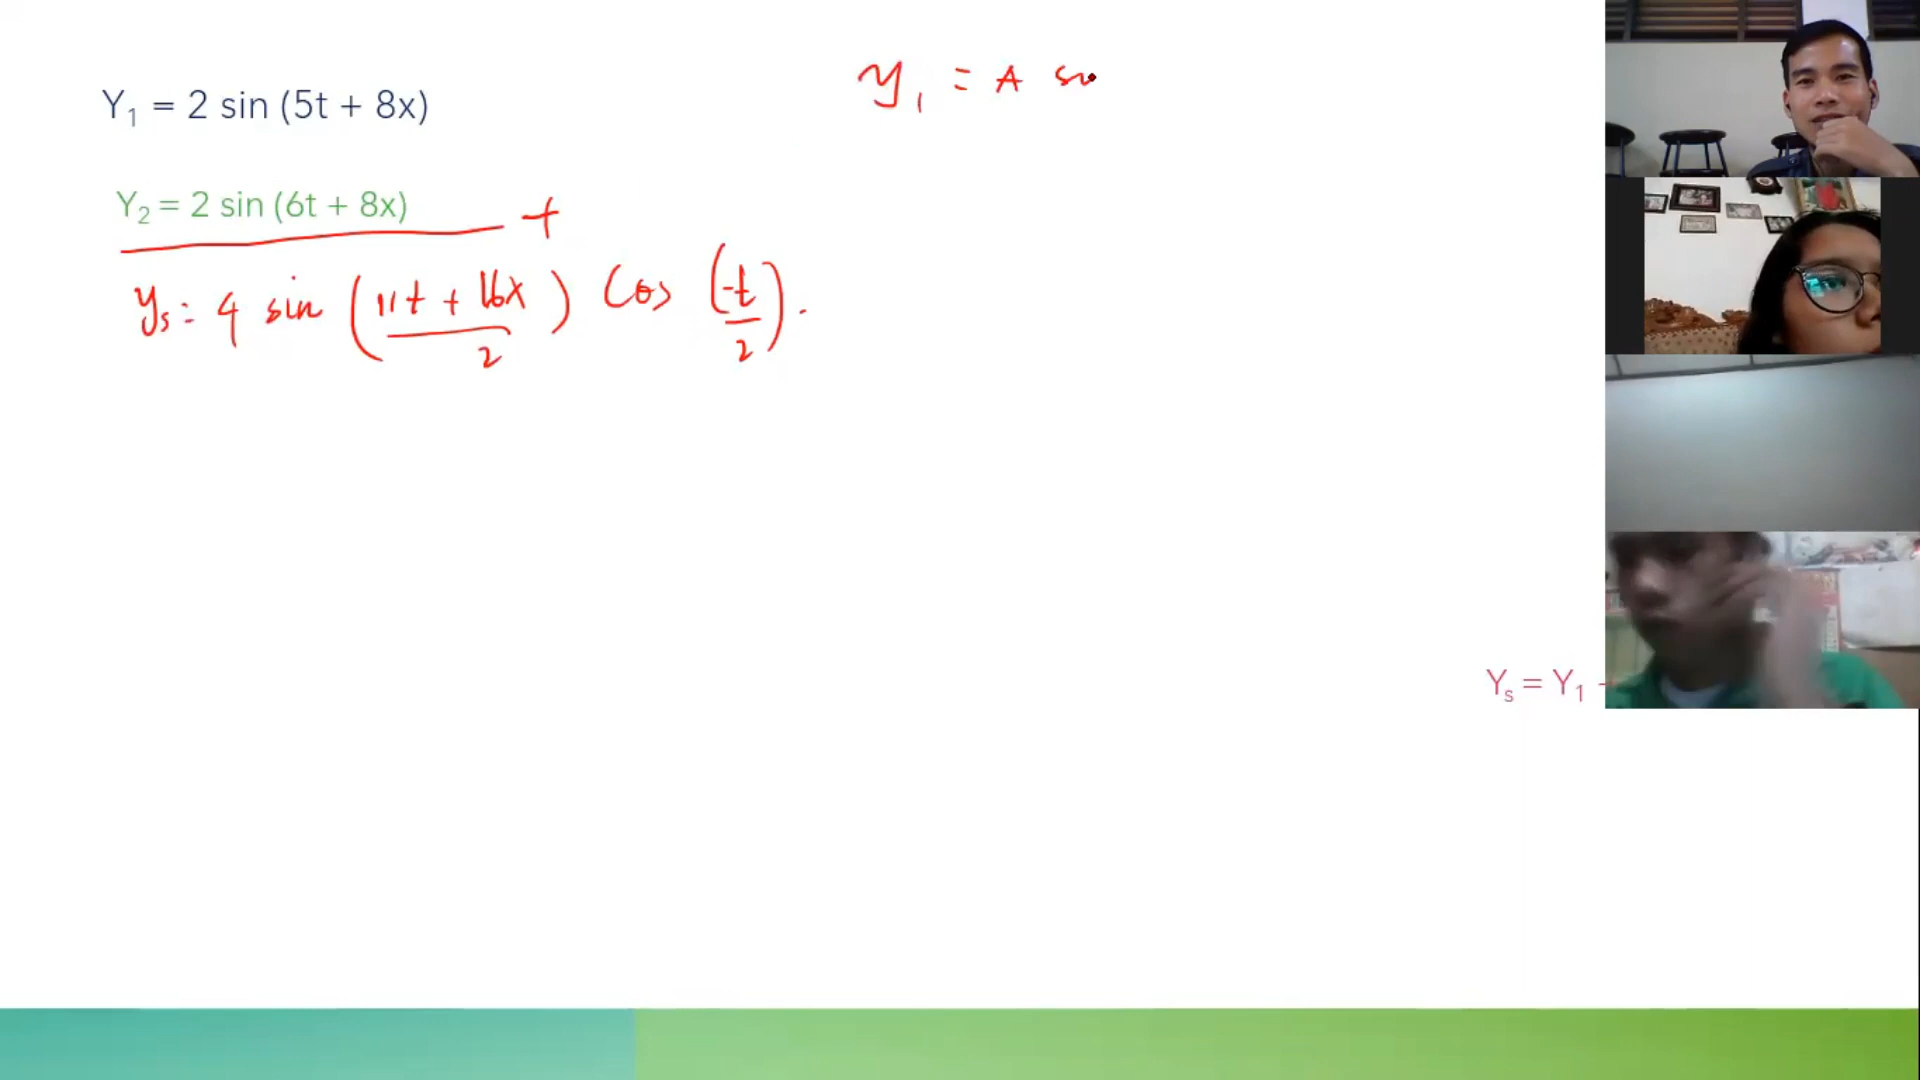 Y₁ = 2 sin (5t + 8x)
Y₂ = 2 sin (6t + 8x) +
yₛ = 4 sin (11t + 16x / 2) Cos (-t / 2).
y₁ = A
Yₛ = Y₁